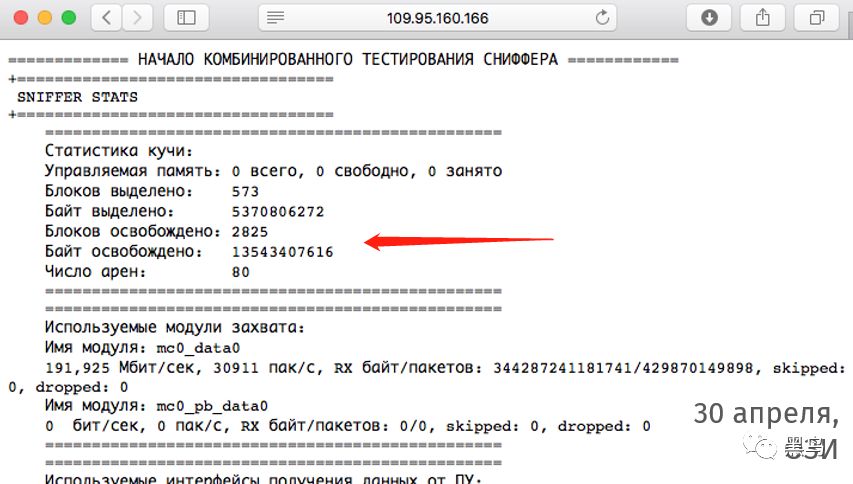 109.95.160.166
============= НАЧАЛО КОМБИНИРОВАННОГО ТЕСТИРОВАНИЯ СНИФФЕРА ============
+==================================
SNIFFER STATS
+==================================
=================================================
Статистика кучи:
Управляемая память: 0 всего, 0 свободно, 0 занято
Блоков выделено: 573
Байт выделено: 5370806272
Блоков освобождено: 2825
Байт освобождено: 13543407616
Число арен: 80
=================================================
=================================================
Используемые модули захвата:
Имя модуля: mc0_data0
191,925 Мбит/сек, 30911 пак/с, RX байт/пакетов: 344287241181741/429870149898, skipped:
0, dropped: 0
Имя модуля: mc0_pb_data0
0 бит/сек, 0 пак/с, RX байт/пакетов: 0/0, skipped: 0, dropped: 0
=================================================
=================================================
Используемые интерфейсы получения данных от ПУ:
30 апреля,